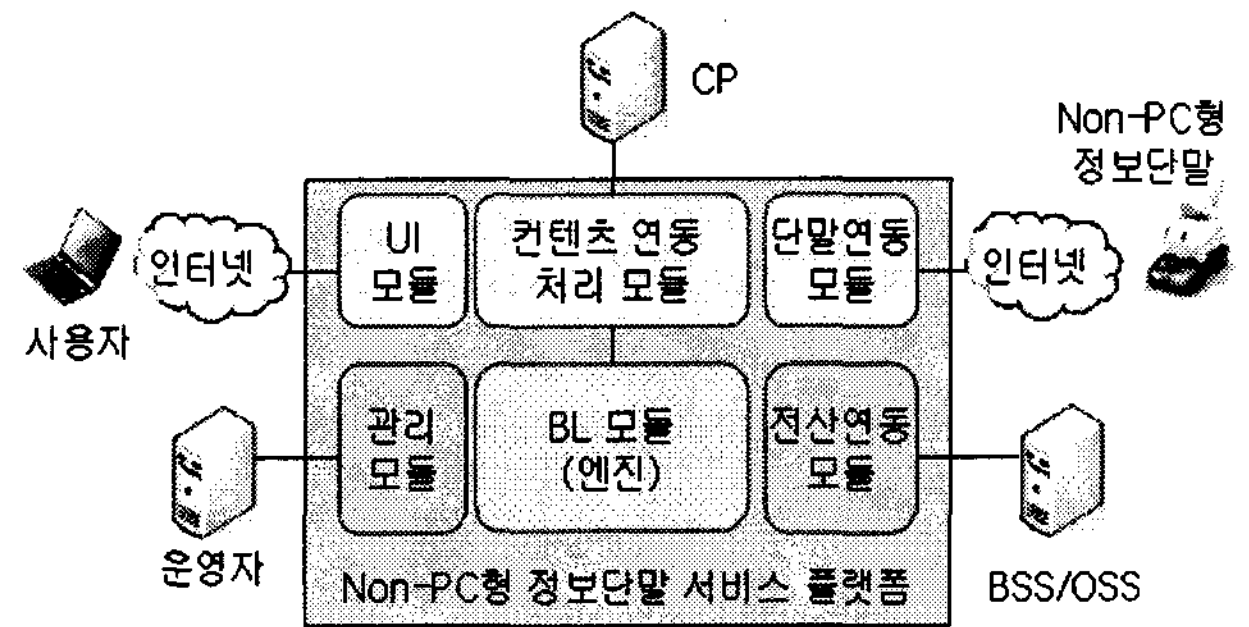 CP
Non-PC형
정보단말
UI
모듈
컨텐츠 연동
처리 모듈
단말연동
모듈
인터넷
인터넷
사용자
관리
모듈
BL 모듈
(엔진)
전산연동
모듈
운영자
Non-PC형 정보단말 서비스 플랫폼
BSS/OSS